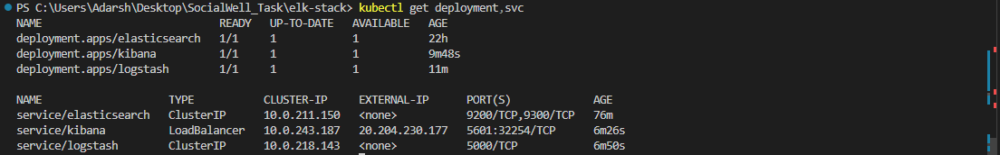 PS C:\Users\Adarsh\Desktop\SocialWell_Task\elk-stack> kubectl get deployment,svc
NAME READY UP-TO-DATE AVAILABLE AGE
deployment.apps/elasticsearch 1/1 1 1 22h
deployment.apps/kibana 1/1 1 1 9m48s
deployment.apps/logstash 1/1 1 1 11m
NAME TYPE CLUSTER-IP EXTERNAL-IP PORT(S) AGE
service/elasticsearch ClusterIP 10.0.211.150 <none> 9200/TCP,9300/TCP 76m
service/kibana LoadBalancer 10.0.243.187 20.204.230.177 5601:32254/TCP 6m26s
service/logstash ClusterIP 10.0.218.143 <none> 5000/TCP 6m50s